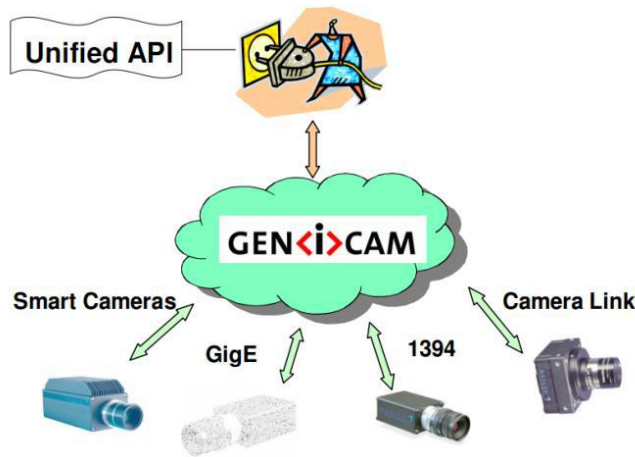 Unified API
GEN<i>CAM
Smart Cameras
Camera Link
GigE
1394